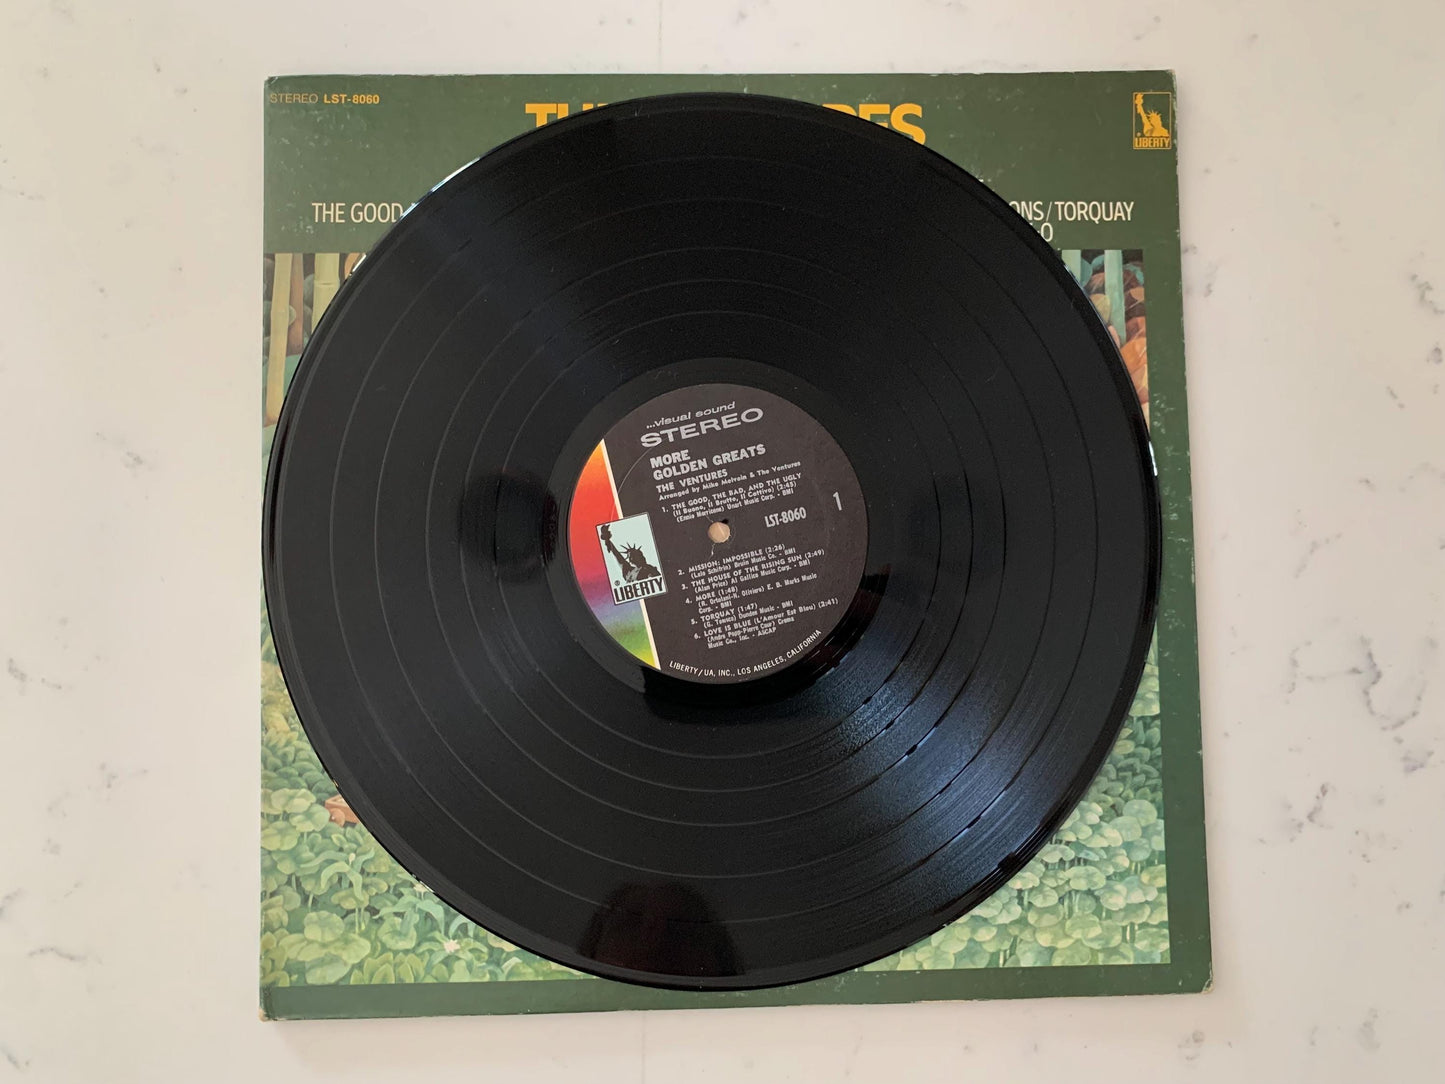 STEREO LST-8060
LIBERTY
THE GOOD
TORQUAY
...visual sound
STEREO
MORE
GOLDEN GREATS
THE VENTURES
Arranged by Mike Melvoin & The Ventures
1. THE GOOD, THE BAD, AND THE UGLY
(Il Buono, Il Brutto, Il Cattivo) (2:45)
(Ennio Morricone) Unart Music Corp. - BMI
LST-8060
1
2. MISSION: IMPOSSIBLE (2:26)
(Lalo Schifrin) Bruin Music Co. - BMI
3. THE HOUSE OF THE RISING SUN (2:49)
(Alan Price) Al Gallico Music Corp. - BMI
4. MORE (1:48)
(R. Ortolani-N. Oliviero) E. B. Marks Music
Corp. - BMI
5. TORQUAY (1:47)
(G. Tomsco) Dundee Music - BMI
6. LOVE IS BLUE (L'Amour Est Bleu) (2:41)
(Andre Popp-Pierre Cour) Croma
Music Co., Inc. - ASCAP
® LIBERTY
LIBERTY/UA, INC., LOS ANGELES, CALIFORNIA